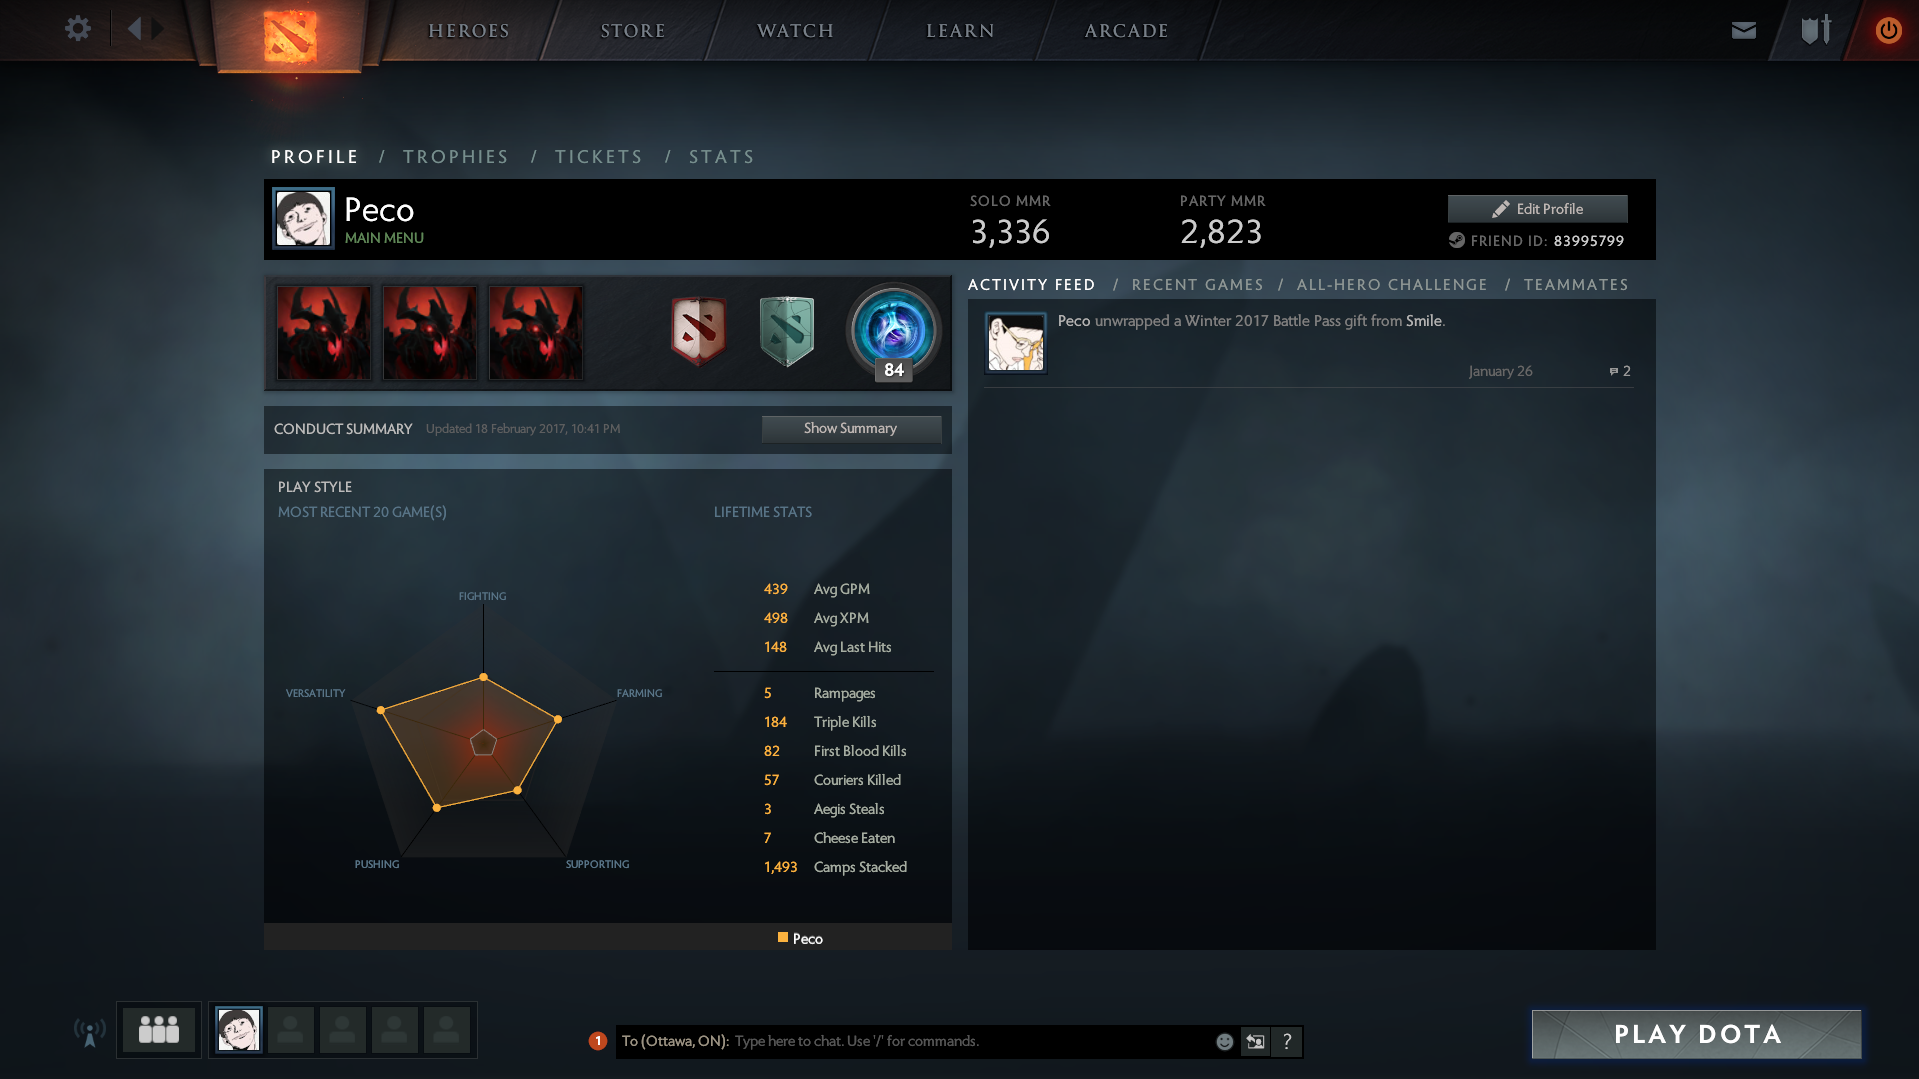 HEROES
STORE
WATCH
LEARN
ARCADE
PROFILE / TROPHIES / TICKETS / STATS
Peco
MAIN MENU
SOLO MMR
3,336
PARTY MMR
2,823
Edit Profile
FRIEND ID: 83995799
84
CONDUCT SUMMARY Updated 18 February 2017, 10:41 PM
Show Summary
PLAY STYLE
MOST RECENT 20 GAME(S)
FIGHTING
VERSATILITY
FARMING
PUSHING
SUPPORTING
LIFETIME STATS
439 Avg GPM
498 Avg XPM
148 Avg Last Hits
5 Rampages
184 Triple Kills
82 First Blood Kills
57 Couriers Killed
3 Aegis Steals
7 Cheese Eaten
1,493 Camps Stacked
Peco
ACTIVITY FEED / RECENT GAMES / ALL-HERO CHALLENGE / TEAMMATES
Peco unwrapped a Winter 2017 Battle Pass gift from Smile.
January 26
2
1
To (Ottawa, ON): Type here to chat. Use '/' for commands.
?
PLAY DOTA